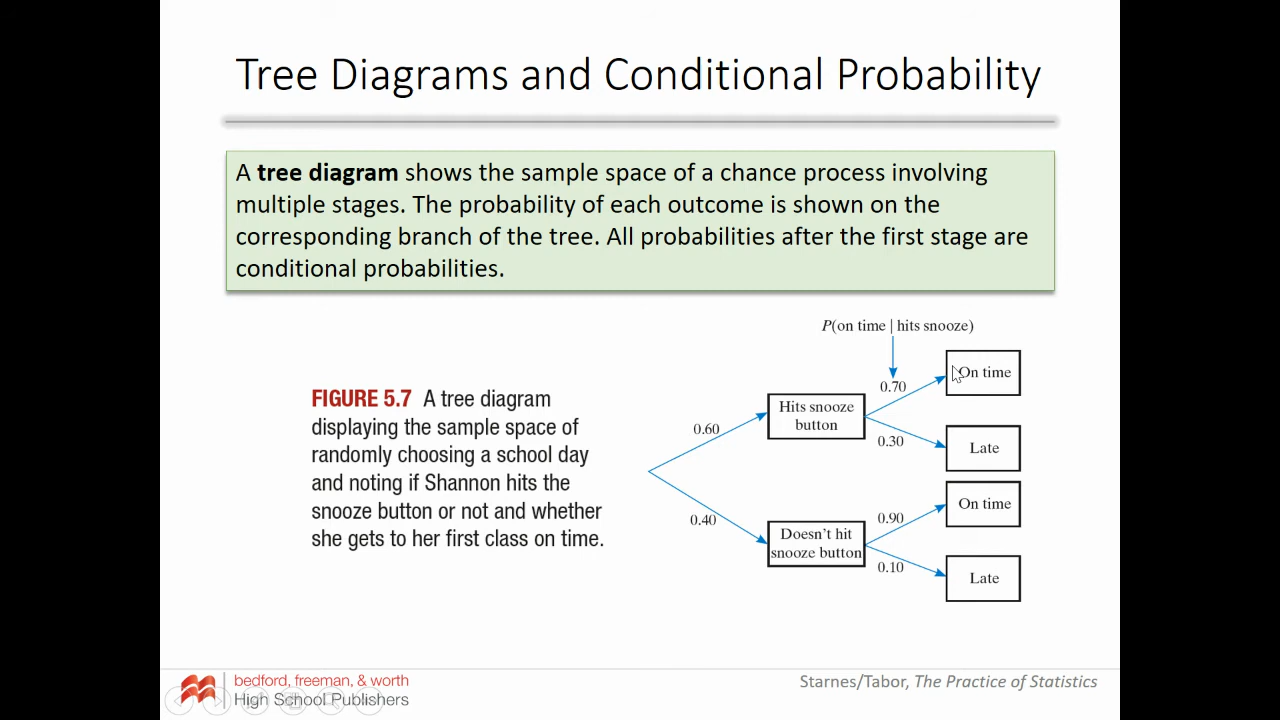 Tree Diagrams and Conditional Probability
A tree diagram shows the sample space of a chance process involving
multiple stages. The probability of each outcome is shown on the
corresponding branch of the tree. All probabilities after the first stage are
conditional probabilities.
FIGURE 5.7 A tree diagram
displaying the sample space of
randomly choosing a school day
and noting if Shannon hits the
snooze button or not and whether
she gets to her first class on time.
P(on time | hits snooze)
0.60
Hits snooze
button
0.70
On time
0.30
Late
0.40
Doesn't hit
snooze button
0.90
On time
0.10
Late
bedford, freeman, & worth
High School Publishers
Starnes/Tabor, The Practice of Statistics